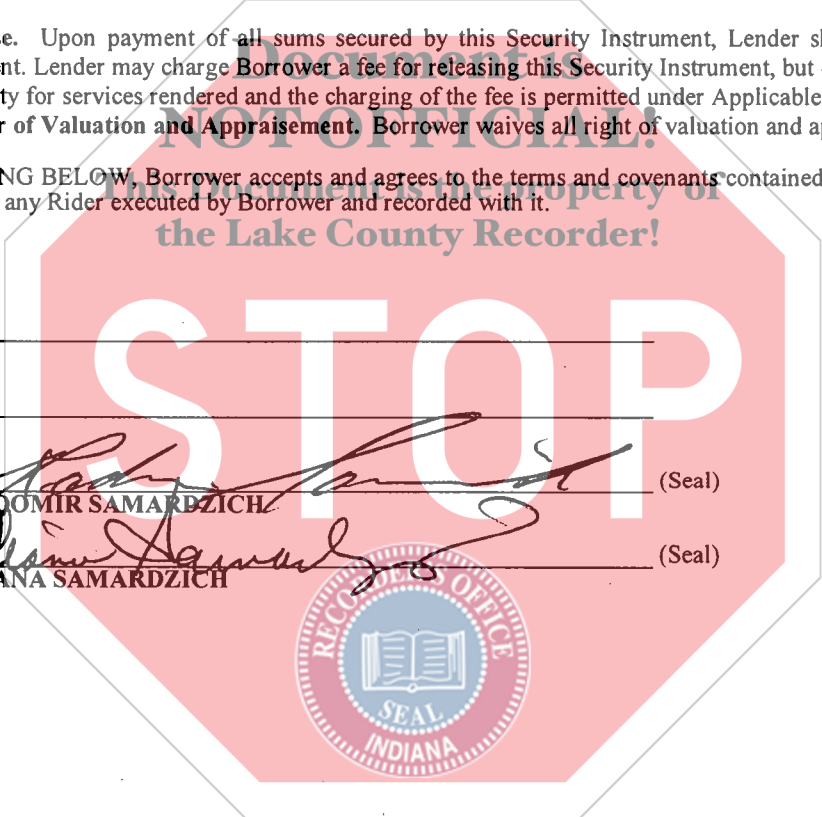 se. Upon payment of all sums secured by this Security Instrument, Lender sh
nt. Lender may charge Borrower a fee for releasing this Security Instrument, but
ty for services rendered and the charging of the fee is permitted under Applicable
r of Valuation and Appraisement. Borrower waives all right of valuation and ap
NG BELOW, Borrower accepts and agrees to the terms and covenants contained
any Rider executed by Borrower and recorded with it.
Document is
NOT OFFICIAL!
This Document is the property of
the Lake County Recorder!
STOP
(Seal)
OMIR SAMARDZICH
(Seal)
ANA SAMARDZICH
RECORDER'S OFFICE
SEAL
INDIANA